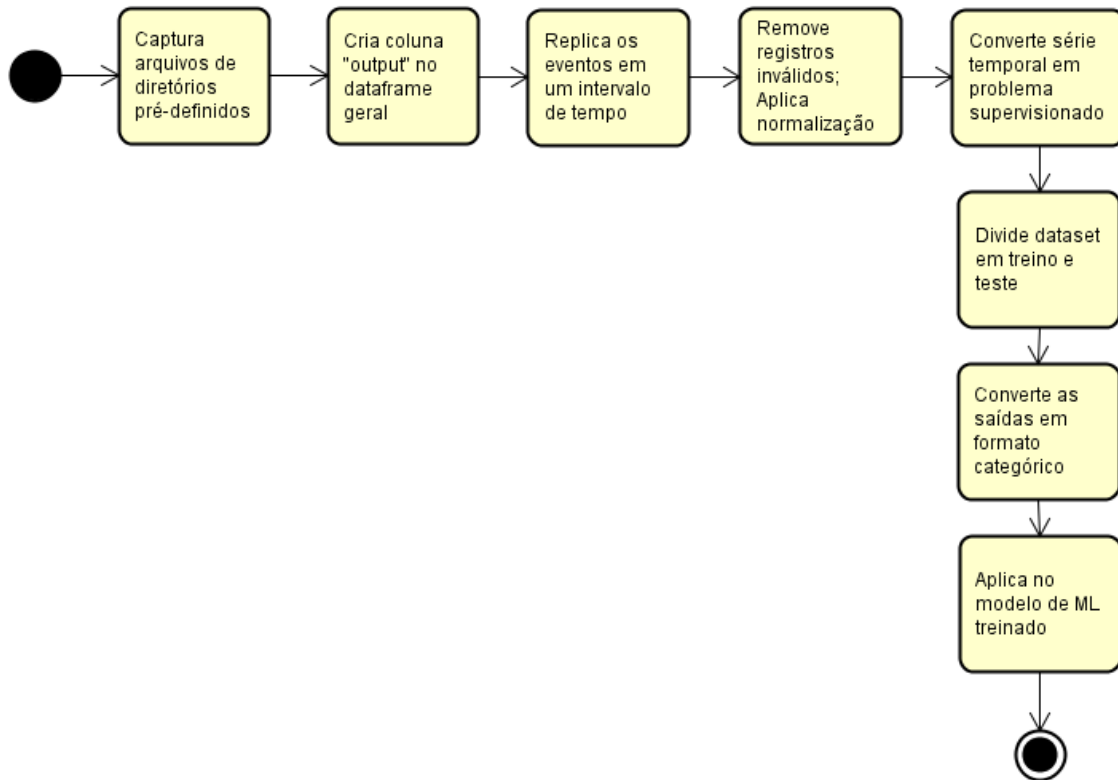 Captura
arquivos de
diretórios
pré-definidos
Cria coluna
"output" no
dataframe
geral
Replica os
eventos em
um intervalo
de tempo
Remove
registros
inválidos;
Aplica
normalização
Converte série
temporal em
problema
supervisionado
Divide dataset
em treino e
teste
Converte as
saídas em
formato
categórico
Aplica no
modelo de ML
treinado